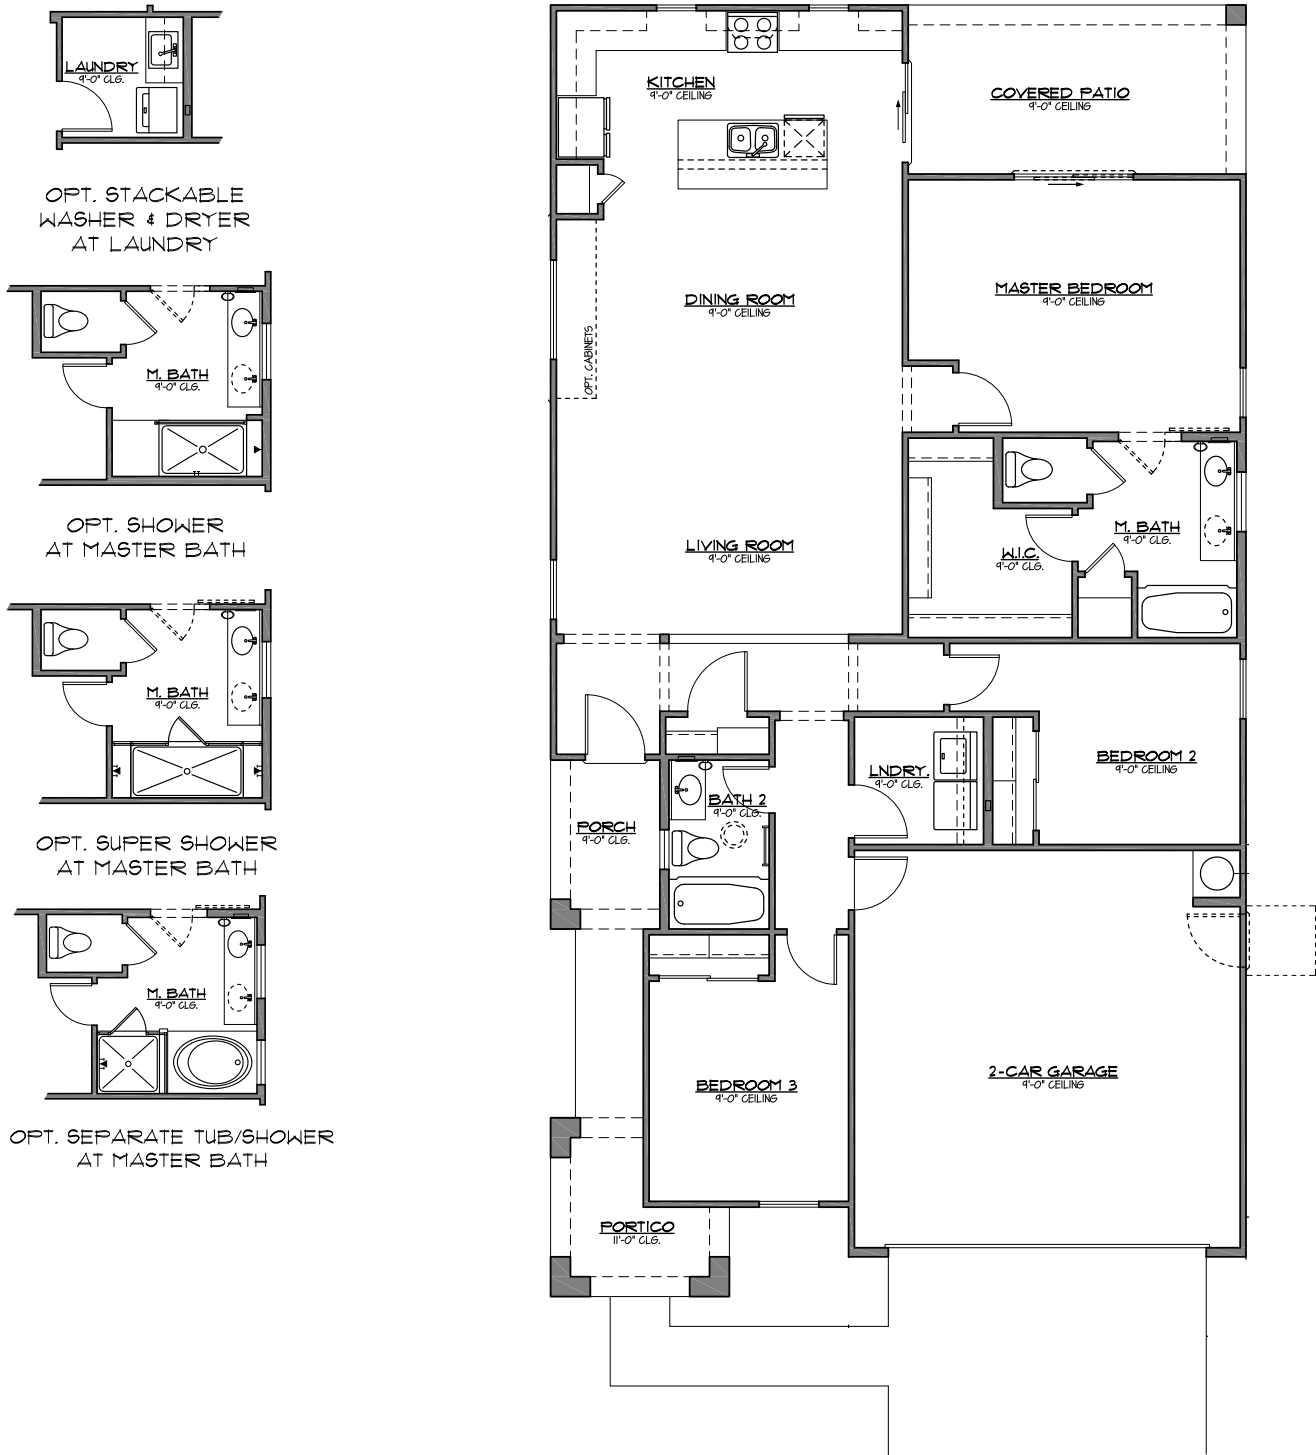 LAUNDRY
9'-0" CLG.
OPT. STACKABLE
WASHER & DRYER
AT LAUNDRY
M. BATH
9'-0" CLG.
OPT. SHOWER
AT MASTER BATH
M. BATH
9'-0" CLG.
OPT. SUPER SHOWER
AT MASTER BATH
M. BATH
9'-0" CLG.
OPT. SEPARATE TUB/SHOWER
AT MASTER BATH
KITCHEN
9'-0" CEILING
COVERED PATIO
9'-0" CEILING
DINING ROOM
9'-0" CEILING
MASTER BEDROOM
9'-0" CEILING
OPT. CABINETS
LIVING ROOM
9'-0" CEILING
W.I.C.
9'-0" CLG.
M. BATH
9'-0" CLG.
LNDRY.
9'-0" CLG.
BEDROOM 2
9'-0" CEILING
BATH 2
9'-0" CLG.
PORCH
9'-0" CLG.
BEDROOM 3
9'-0" CEILING
2-CAR GARAGE
9'-0" CEILING
PORTICO
11'-0" CLG.